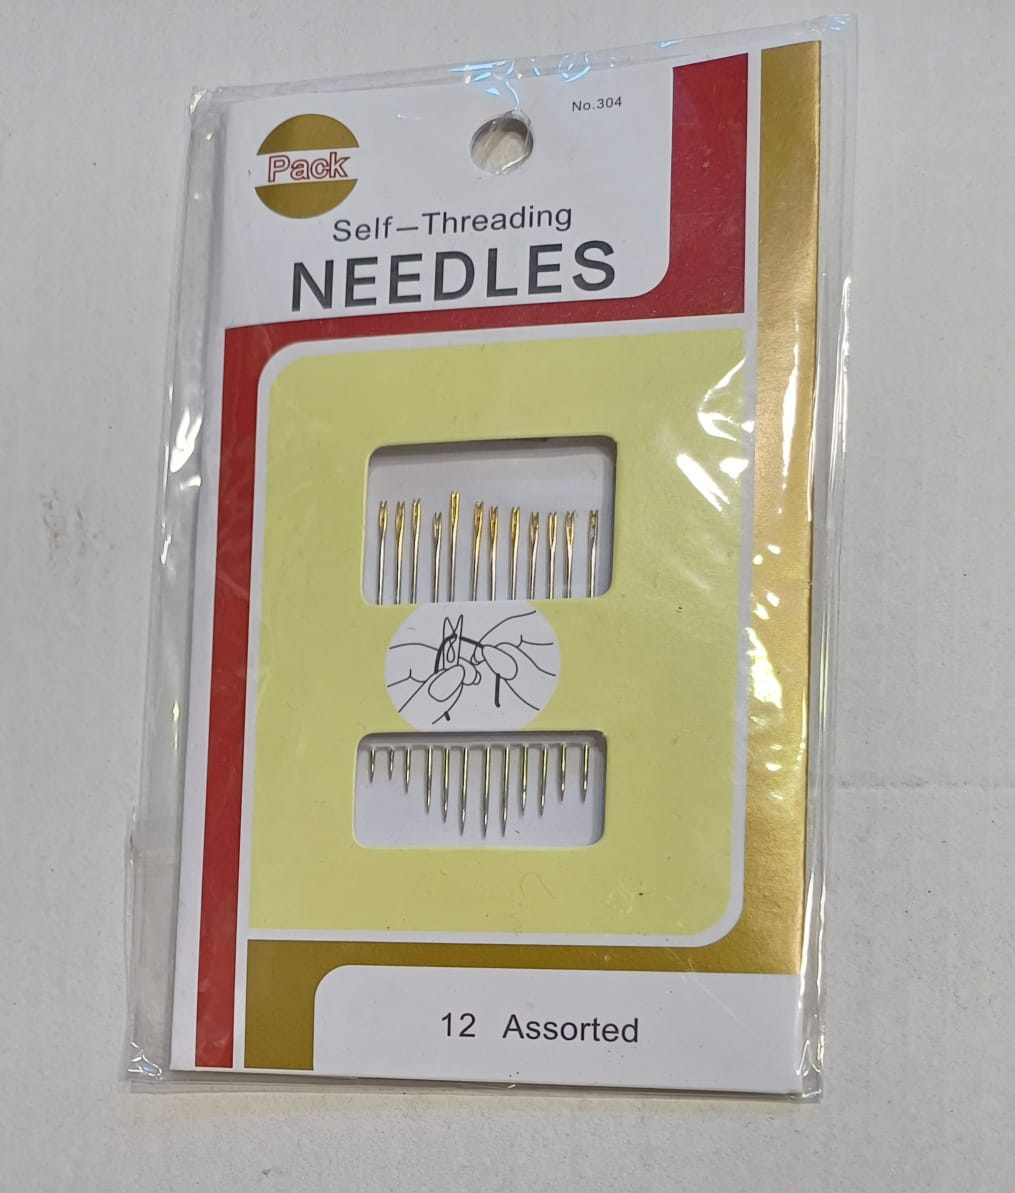 No.304
Pack
Self—Threading
NEEDLES
12 Assorted